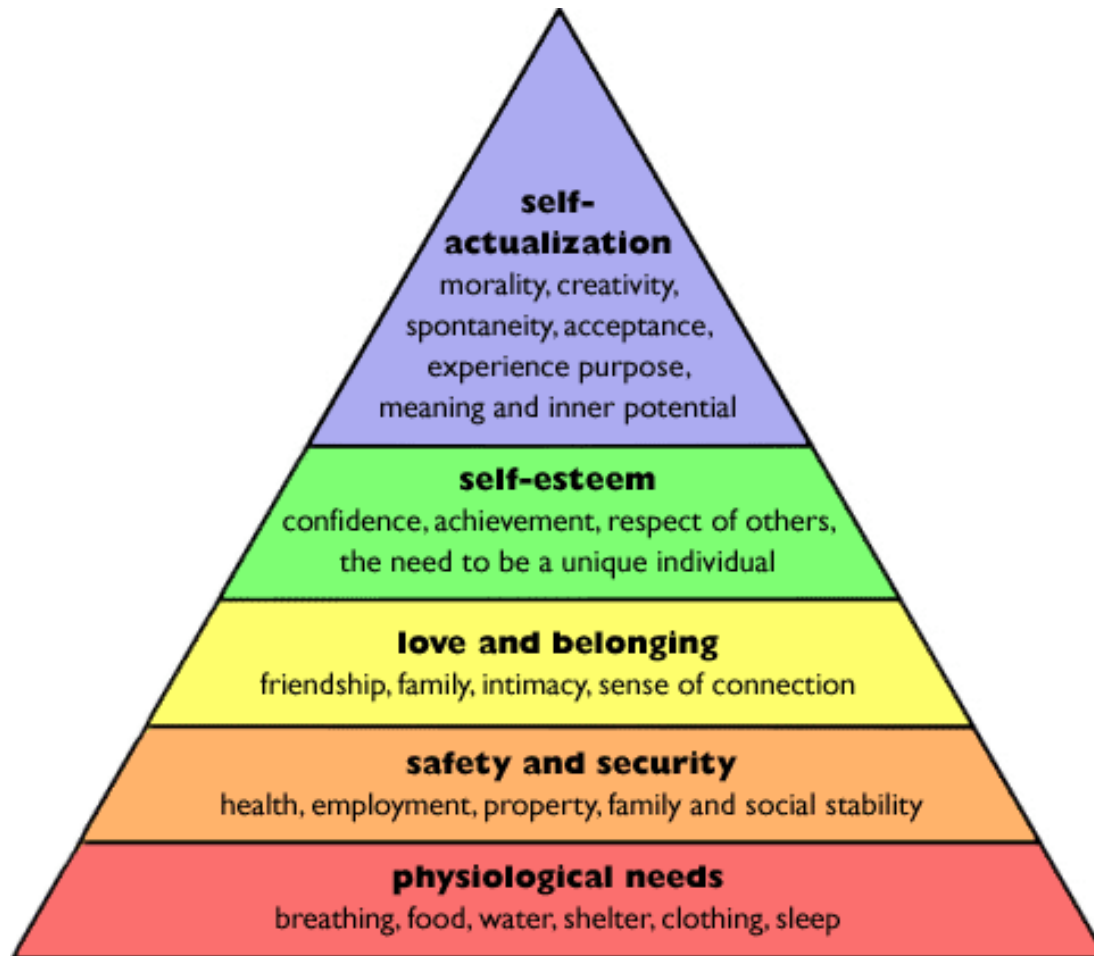 self-
actualization
morality, creativity,
spontaneity, acceptance,
experience purpose,
meaning and inner potential
self-esteem
confidence, achievement, respect of others,
the need to be a unique individual
love and belonging
friendship, family, intimacy, sense of connection
safety and security
health, employment, property, family and social stability
physiological needs
breathing, food, water, shelter, clothing, sleep